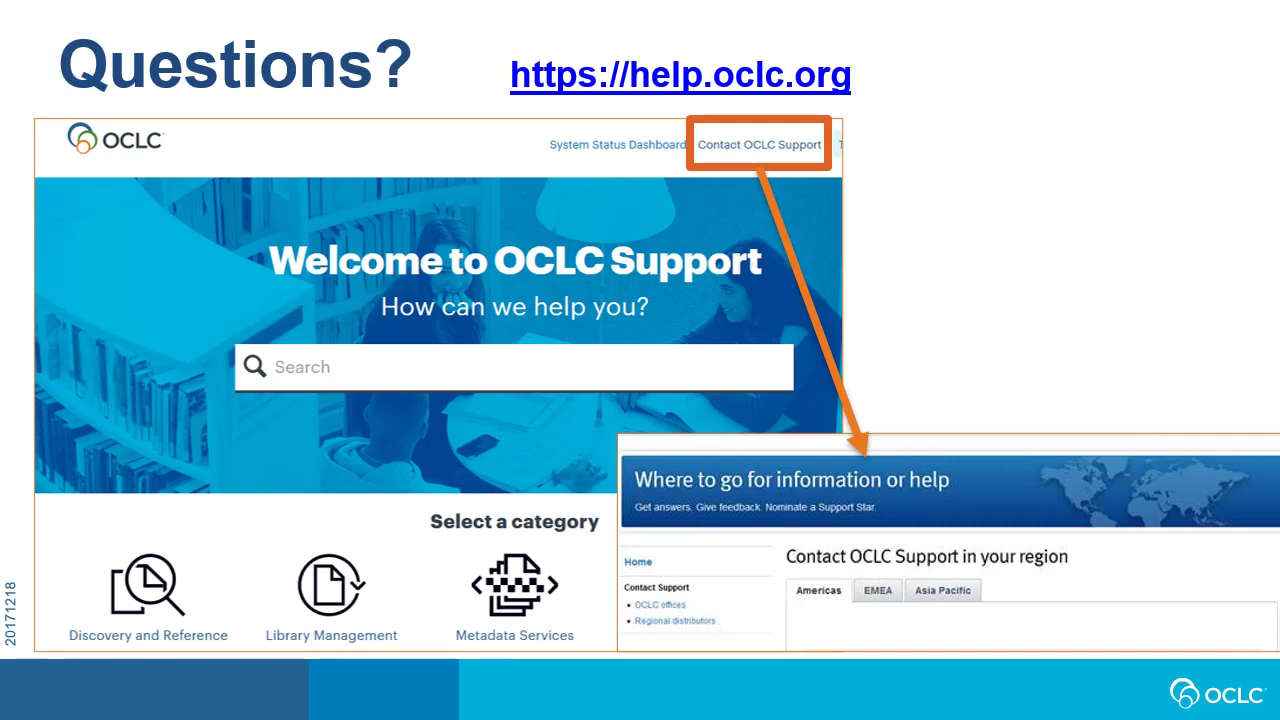 Questions?
https://help.oclc.org
OCLC
System Status Dashboard
Contact OCLC Support
Welcome to OCLC Support
How can we help you?
Search
Select a category
Discovery and Reference
Library Management
Metadata Services
Where to go for information or help
Get answers. Give feedback. Nominate a Support Star.
Home
Contact Support
OCLC offices
Regional distributors
Contact OCLC Support in your region
Americas
EMEA
Asia Pacific
20171218
OCLC